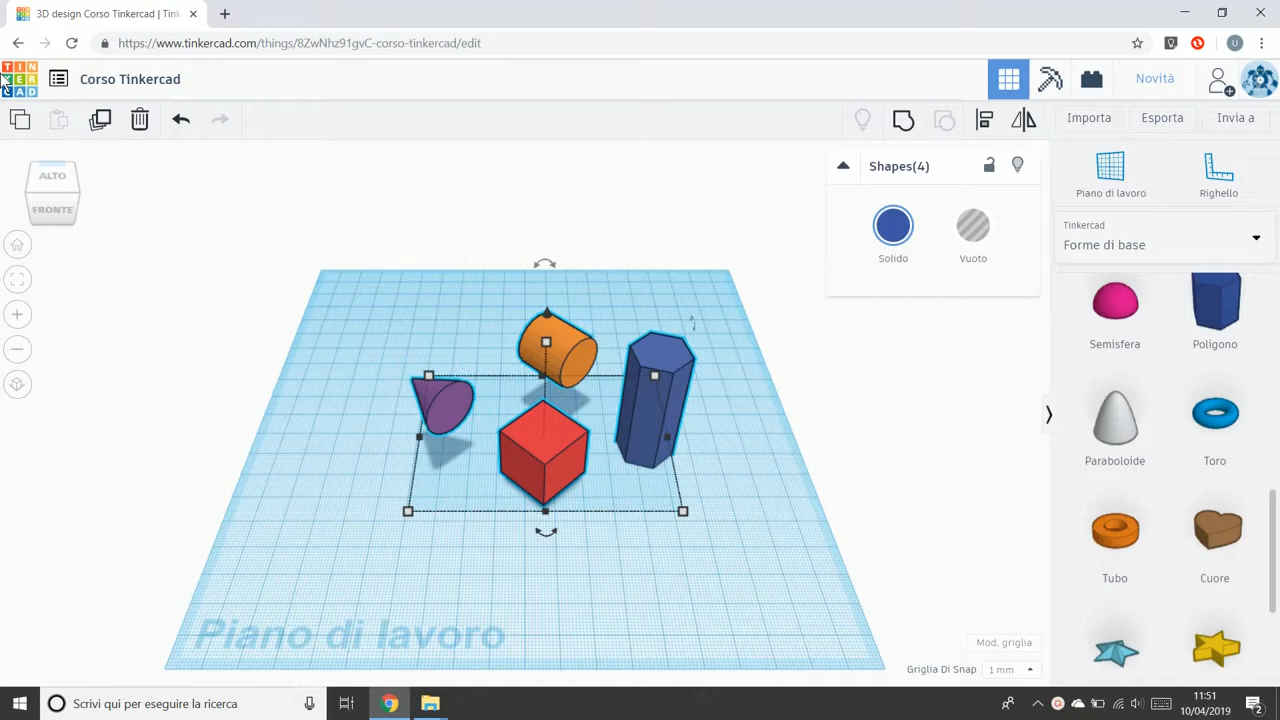 3D design Corso Tinkercad | Tink
https://www.tinkercad.com/things/8ZwNhz91gvC-corso-tinkercad/edit
U
TIN
KER
CAD
Corso Tinkercad
Novità
Importa
Esporta
Invia a
ALTO
FRONTE
Shapes(4)
Solido
Vuoto
Piano di lavoro
Righello
Tinkercad
Forme di base
Semisfera
Poligono
Paraboloide
Toro
Tubo
Cuore
Piano di lavoro
Mod. griglia
Griglia Di Snap
1 mm
Scrivi qui per eseguire la ricerca
11:51
10/04/2019
2